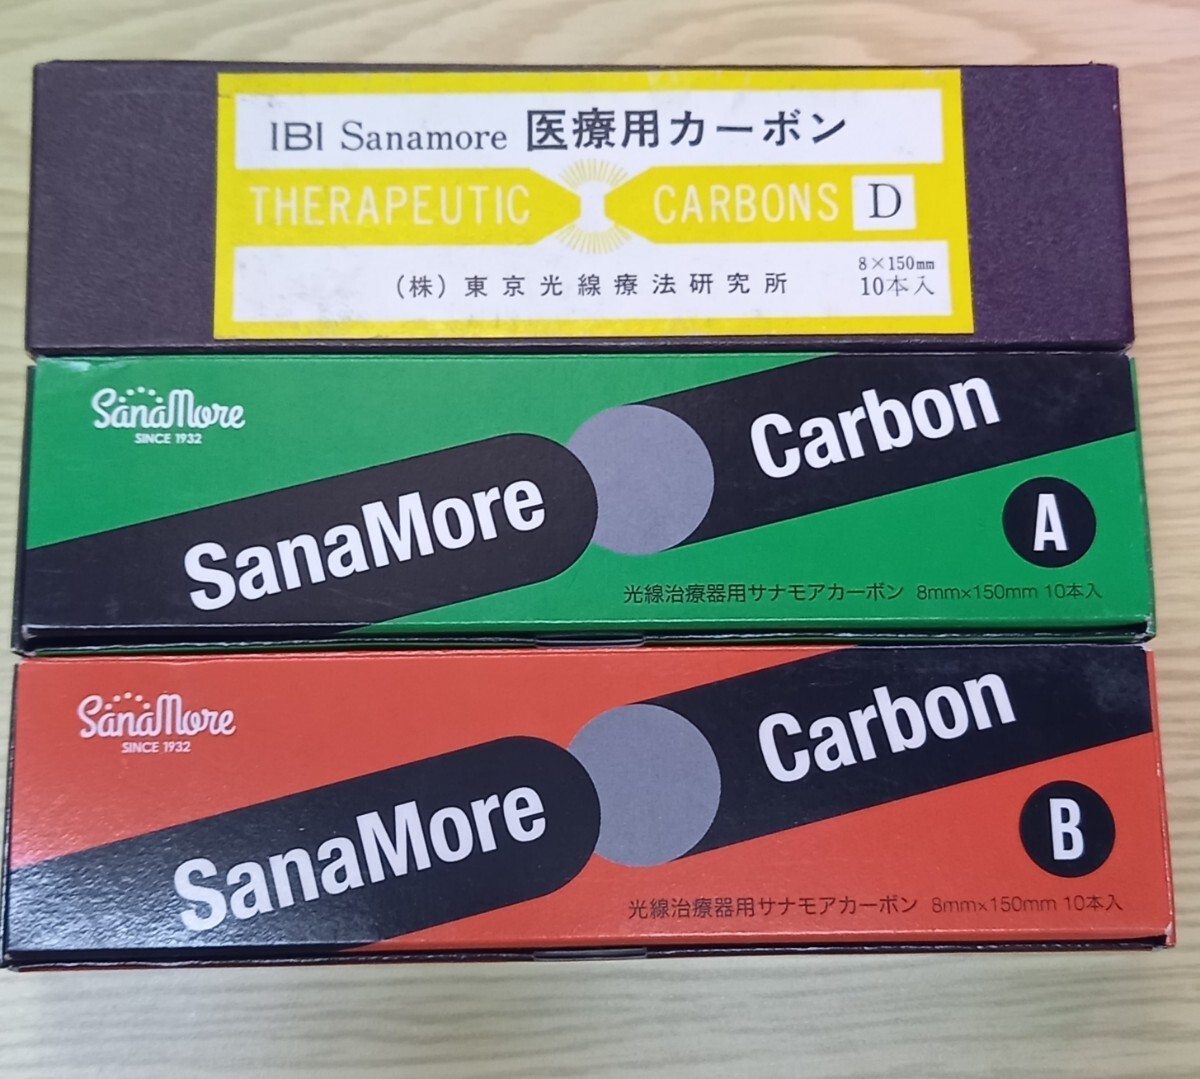 IBI Sanamore 医療用カーボン
THERAPEUTIC CARBONS D
8×150mm
(株)東京光線療法研究所 10本入
SanaMore
SINCE 1932
SanaMore Carbon
A
光線治療器用サナモアカーボン 8mm×150mm 10本入
SanaMore
SINCE 1932
SanaMore Carbon
B
光線治療器用サナモアカーボン 8mm×150mm 10本入